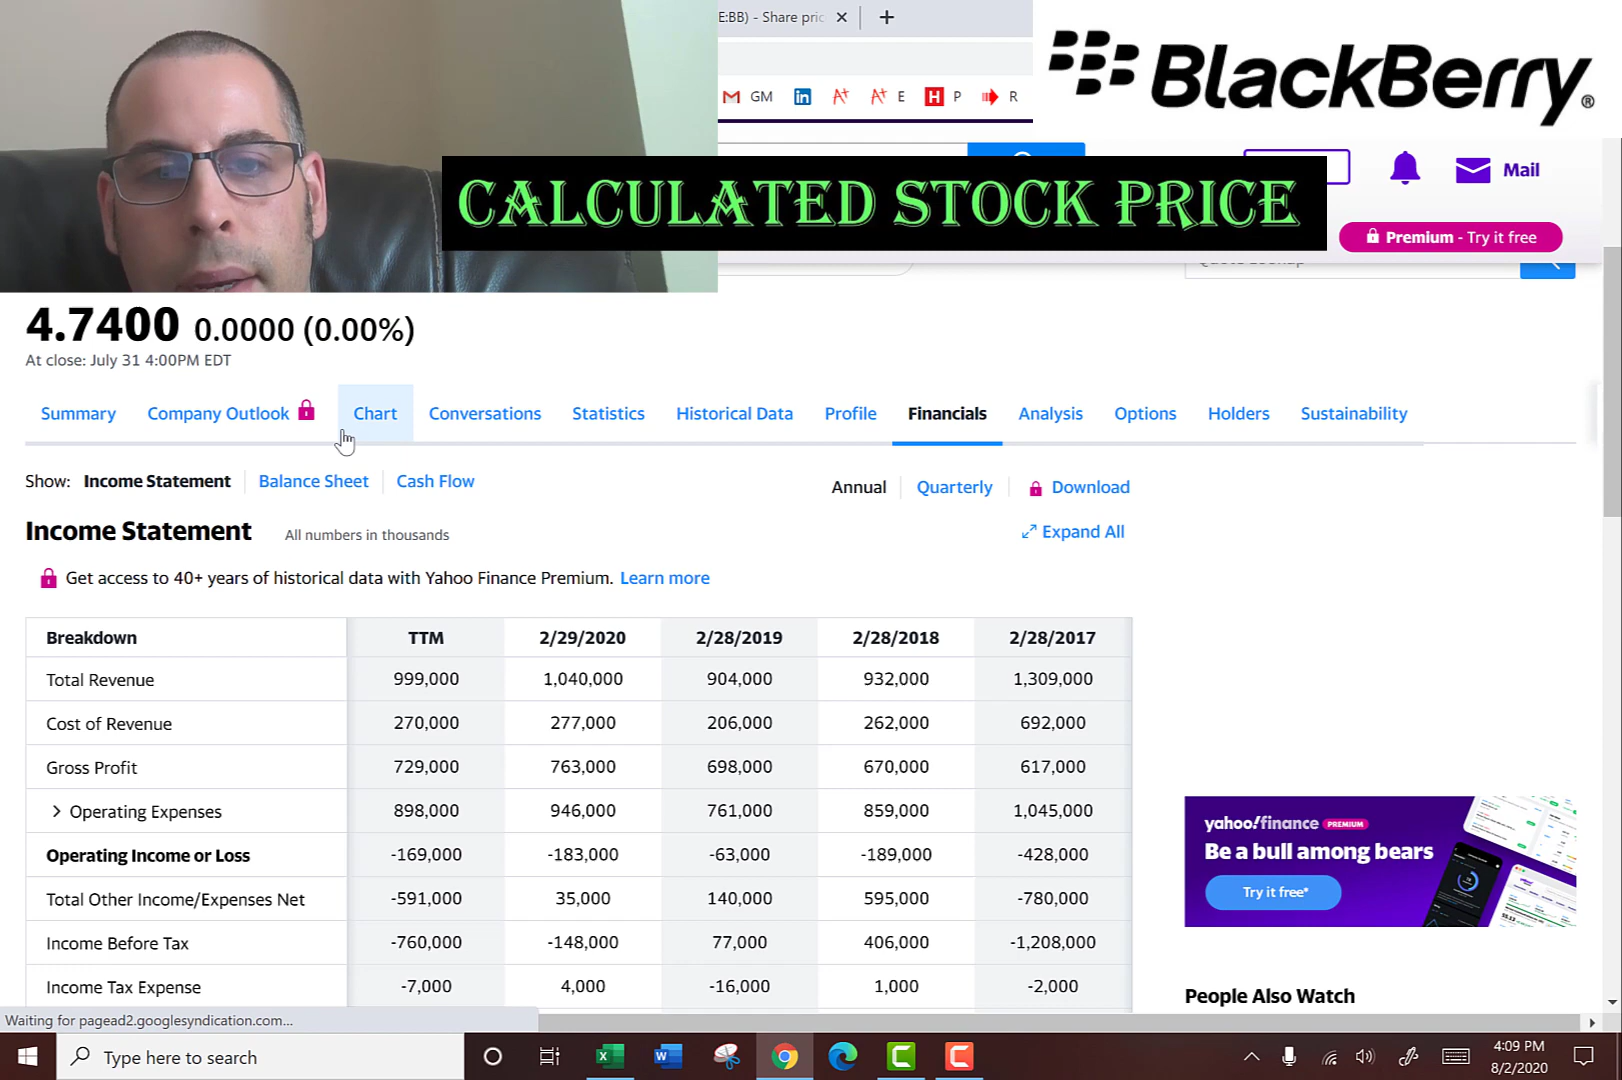 E:BB) - Share pric
GM
E
P
R
BlackBerry®
CALCULATED STOCK PRICE
Mail
Premium - Try it free
4.7400 0.0000 (0.00%)
At close: July 31 4:00PM EDT
Summary Company Outlook Chart Conversations Statistics Historical Data Profile Financials Analysis Options Holders Sustainability
Show: Income Statement Balance Sheet Cash Flow
Annual Quarterly Download
Income Statement All numbers in thousands
Expand All
Get access to 40+ years of historical data with Yahoo Finance Premium. Learn more
Breakdown TTM 2/29/2020 2/28/2019 2/28/2018 2/28/2017
Total Revenue 999,000 1,040,000 904,000 932,000 1,309,000
Cost of Revenue 270,000 277,000 206,000 262,000 692,000
Gross Profit 729,000 763,000 698,000 670,000 617,000
Operating Expenses 898,000 946,000 761,000 859,000 1,045,000
Operating Income or Loss -169,000 -183,000 -63,000 -189,000 -428,000
Total Other Income/Expenses Net -591,000 35,000 140,000 595,000 -780,000
Income Before Tax -760,000 -148,000 77,000 406,000 -1,208,000
Income Tax Expense -7,000 4,000 -16,000 1,000 -2,000
yahoo!finance PREMIUM
Be a bull among bears
Try it free*
People Also Watch
Waiting for pagead2.googlesyndication.com...
Type here to search
4:09 PM
8/2/2020